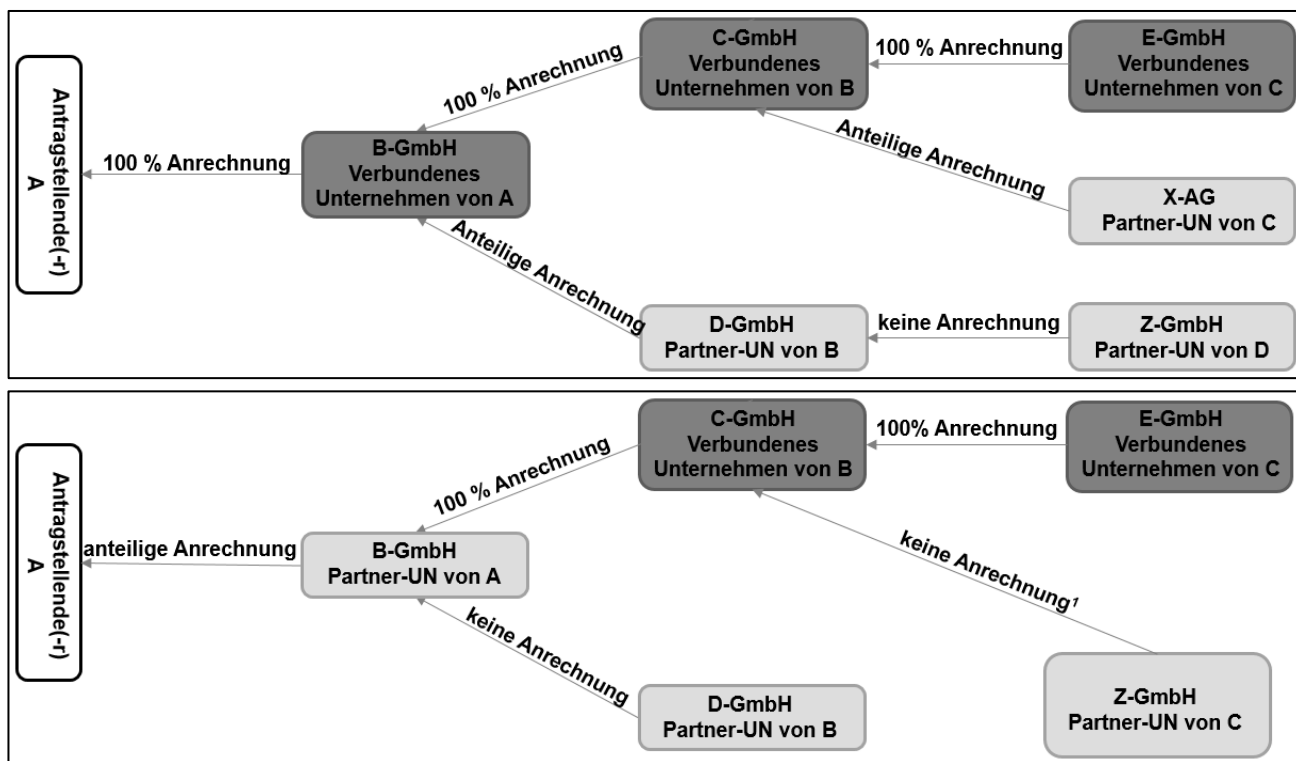 Antragstellende(-r)
A
100 % Anrechnung
B-GmbH
Verbundenes
Unternehmen von A
100 % Anrechnung
C-GmbH
Verbundenes
Unternehmen von B
100 % Anrechnung
E-GmbH
Verbundenes
Unternehmen von C
Anteilige Anrechnung
X-AG
Partner-UN von C
Anteilige Anrechnung
D-GmbH
Partner-UN von B
keine Anrechnung
Z-GmbH
Partner-UN von D
Antragstellende(-r)
A
anteilige Anrechnung
B-GmbH
Partner-UN von A
100 % Anrechnung
C-GmbH
Verbundenes
Unternehmen von B
100% Anrechnung
E-GmbH
Verbundenes
Unternehmen von C
keine Anrechnung¹
Z-GmbH
Partner-UN von C
keine Anrechnung
D-GmbH
Partner-UN von B